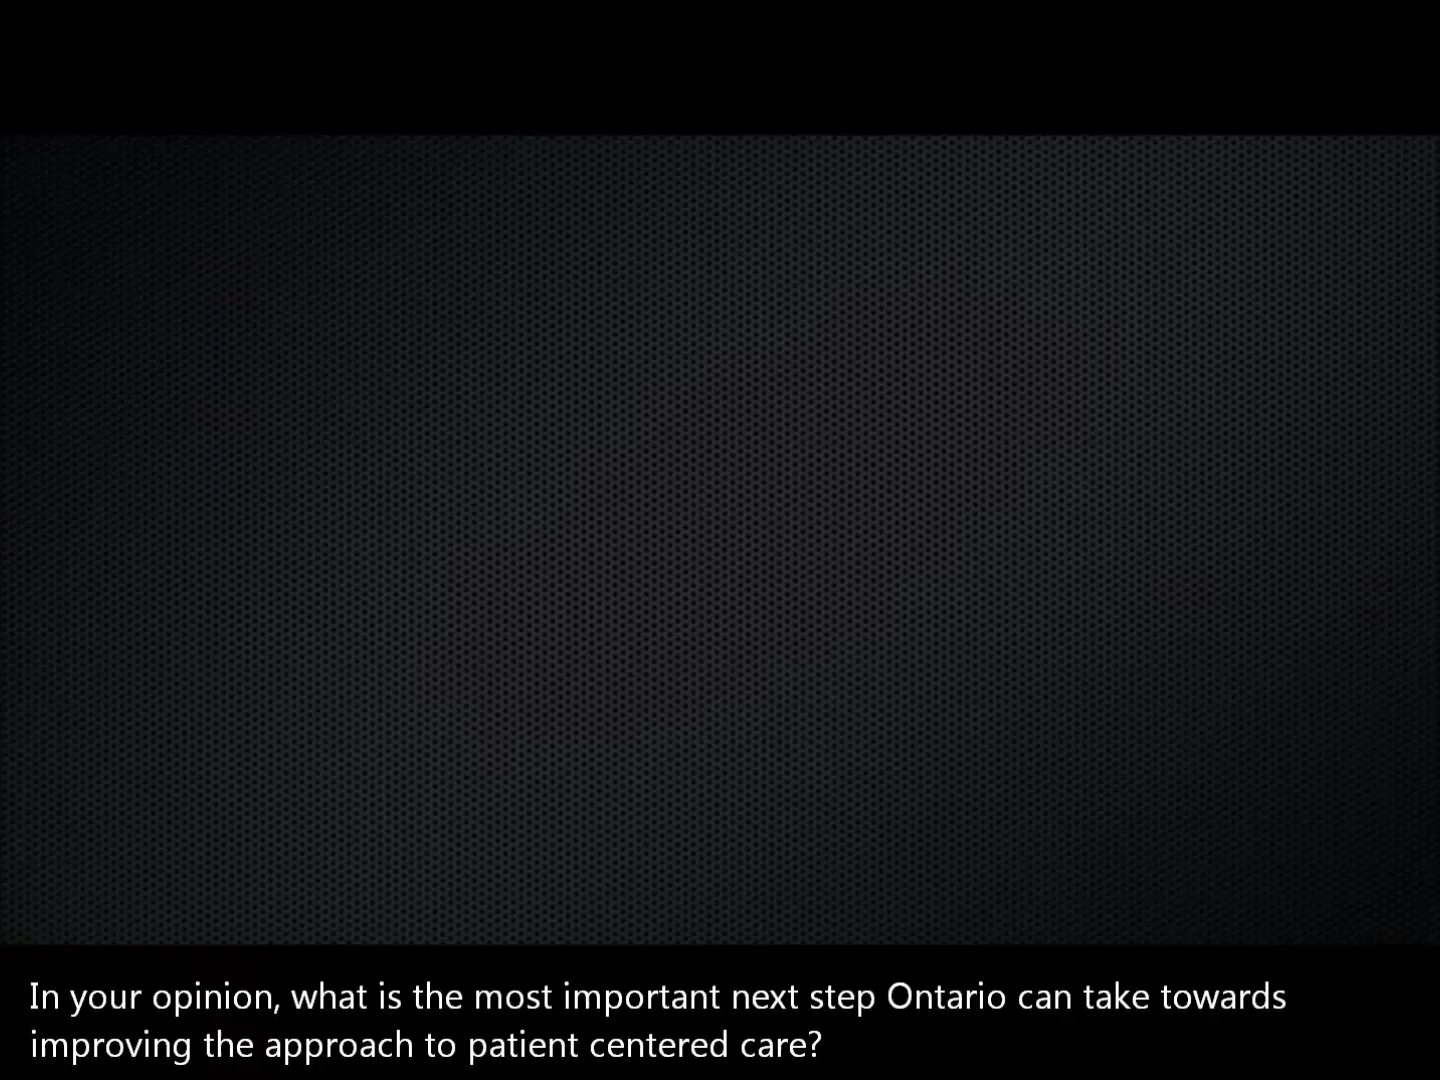 In your opinion, what is the most important next step Ontario can take towards
improving the approach to patient centered care?